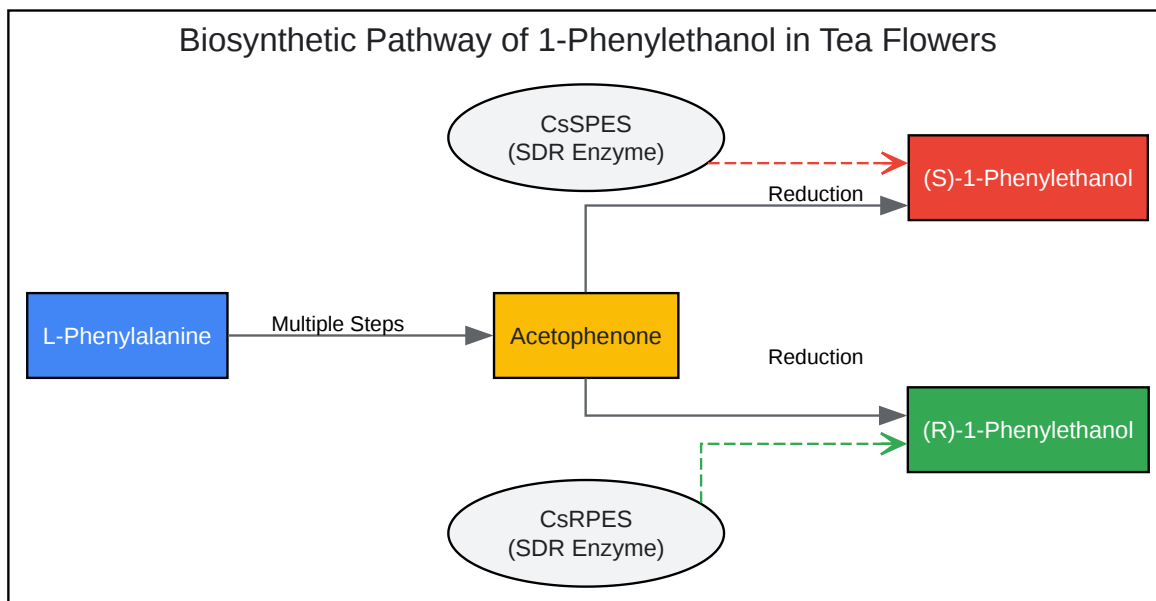 Biosynthetic Pathway of 1-Phenylethanol in Tea Flowers
CsSPES
(SDR Enzyme)
(S)-1-Phenylethanol
Reduction
L-Phenylalanine
Multiple Steps
Acetophenone
Reduction
(R)-1-Phenylethanol
CsRPES
(SDR Enzyme)